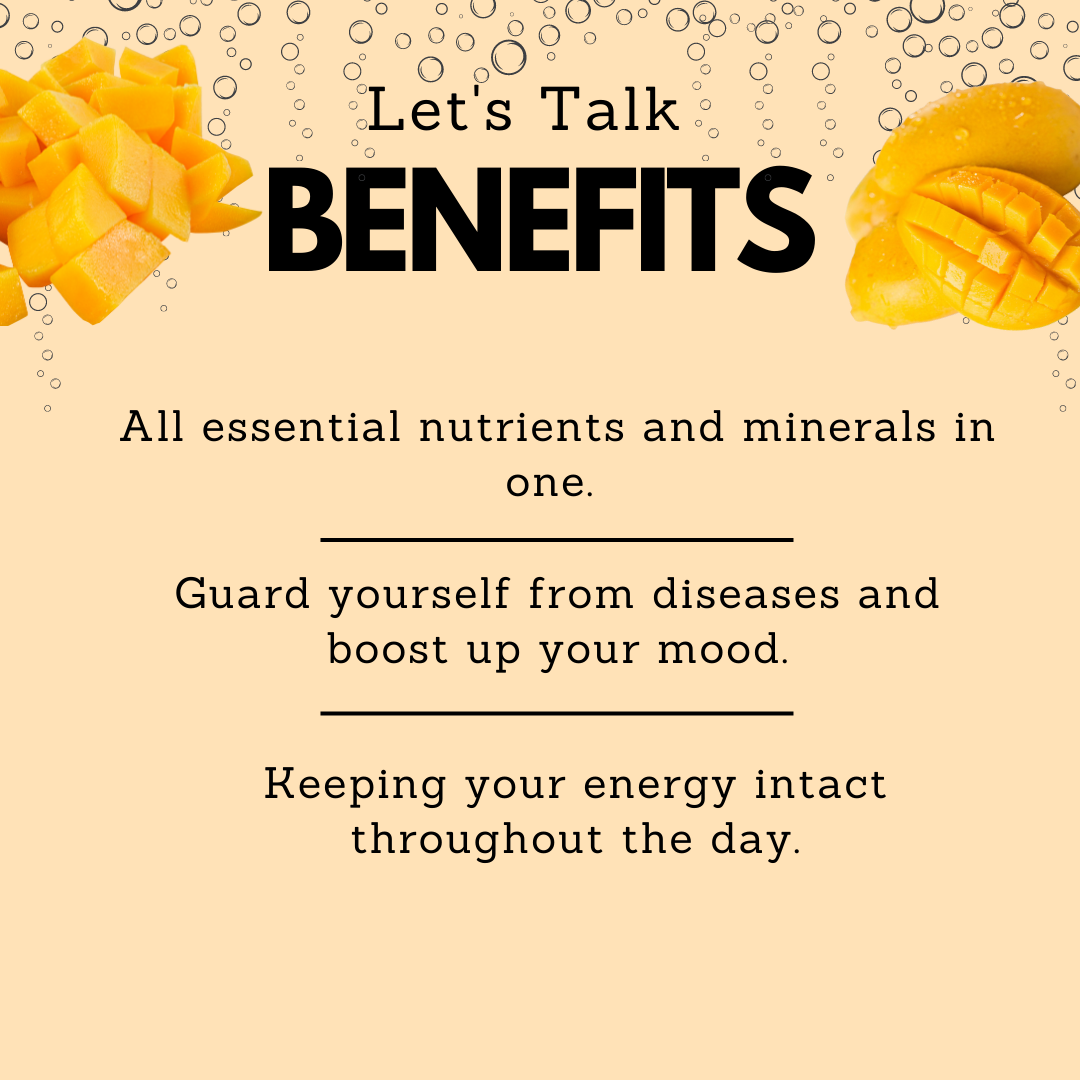 Let's Talk
BENEFITS
All essential nutrients and minerals in
one.
Guard yourself from diseases and
boost up your mood.
Keeping your energy intact
throughout the day.